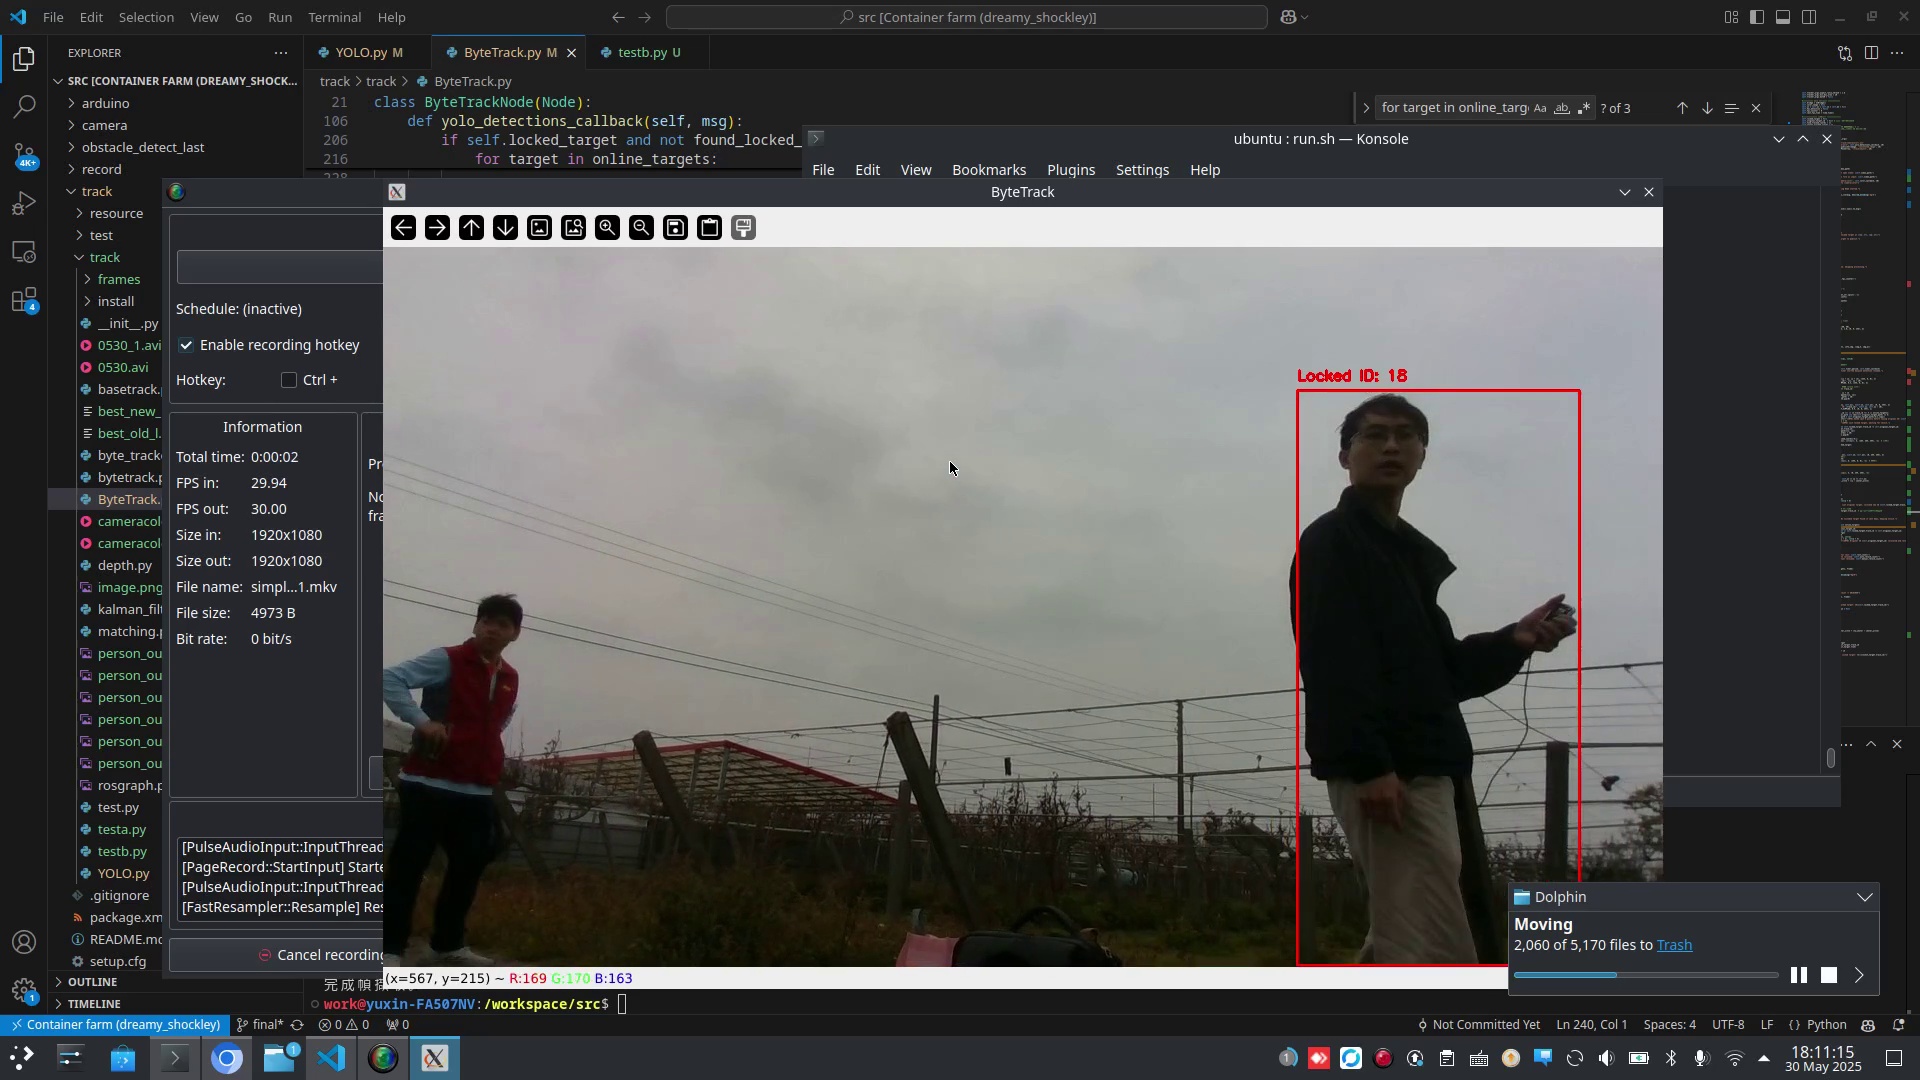 File Edit Selection View Go Run Terminal Help
src [Container farm (dreamy_shockley)]
EXPLORER
YOLO.py M
ByteTrack.py M
testb.py U
SRC [CONTAINER FARM (DREAMY_SHOCK...
track > track > ByteTrack.py
arduino
camera
obstacle_detect_last
record
track
resource
test
track
frames
install
__init__.py
0530_1.avi
0530.avi
basetrack.
best_new_
best_old_l.
byte_track
bytetrack.p
ByteTrack.
cameracol
cameracol
depth.py
image.png
kalman_filt
matching.p
person_ou
person_ou
person_ou
person_ou
person_ou
person_ou
rosgraph.p
test.py
testa.py
testb.py
YOLO.py
.gitignore
package.xm
README.md
setup.cfg
OUTLINE
TIMELINE
4K+
4
1
21 class ByteTrackNode(Node):
106 def yolo_detections_callback(self, msg):
206 if self.locked_target and not found_locked_
216 for target in online_targets:
for target in online_targ
Aa ab
? of 3
ubuntu : run.sh — Konsole
File Edit View Bookmarks Plugins Settings Help
Schedule: (inactive)
Enable recording hotkey
Hotkey: Ctrl +
Information
Total time: 0:00:02
FPS in: 29.94
FPS out: 30.00
Size in: 1920x1080
Size out: 1920x1080
File name: simpl...1.mkv
File size: 4973 B
Bit rate: 0 bit/s
Pr
No
fra
[PulseAudioInput::InputThread
[PageRecord::StartInput] Starte
[PulseAudioInput::InputThread
[FastResampler::Resample] Res
Cancel recording
ByteTrack
Locked ID: 18
(x=567, y=215) ~ R:169 G:170 B:163
Dolphin
Moving
2,060 of 5,170 files to Trash
work@yuxin-FA507NV:/workspace/src$
Container farm (dreamy_shockley)
final*
0 0
0
Not Committed Yet
Ln 240, Col 1
Spaces: 4
UTF-8
LF
{} Python
1
1
18:11:15
30 May 2025